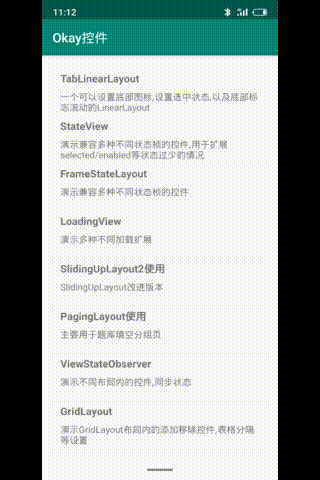 11:12
Okay控件
TabLinearLayout
一个可以设置底部图标,设置选中状态,以及底部标
志滚动的LinearLayout
StateView
演示兼容多种不同状态桢的控件,用于扩展
selected/enabled等状态过少的情况
FrameStateLayout
演示兼容多种不同状态桢的控件
LoadingView
演示多种不同加载扩展
SlidingUpLayout2使用
SlidingUpLayout改进版本
PagingLayout使用
主要用于题库填空分组页
ViewStateObserver
演示不同布局内的控件,同步状态
GridLayout
演示GridLayout布局内的添加移除控件,表格分隔
等设置